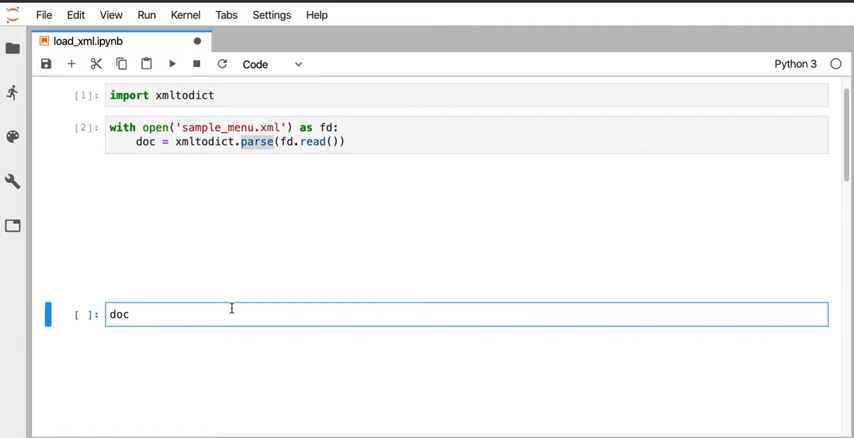 File Edit View Run Kernel Tabs Settings Help
load_xml.ipynb
Code Python 3
[1]: import xmltodict
[2]: with open('sample_menu.xml') as fd:
doc = xmltodict.parse(fd.read())
[ ]: doc